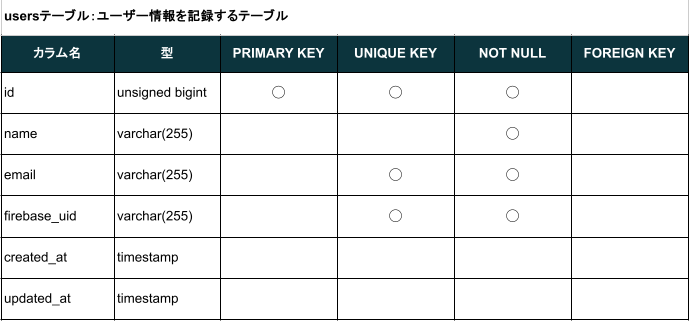 usersテーブル：ユーザー情報を記録するテーブル
カラム名 型 PRIMARY KEY UNIQUE KEY NOT NULL FOREIGN KEY
id unsigned bigint ○ ○ ○
name varchar(255) ○
email varchar(255) ○ ○
firebase_uid varchar(255) ○ ○
created_at timestamp
updated_at timestamp